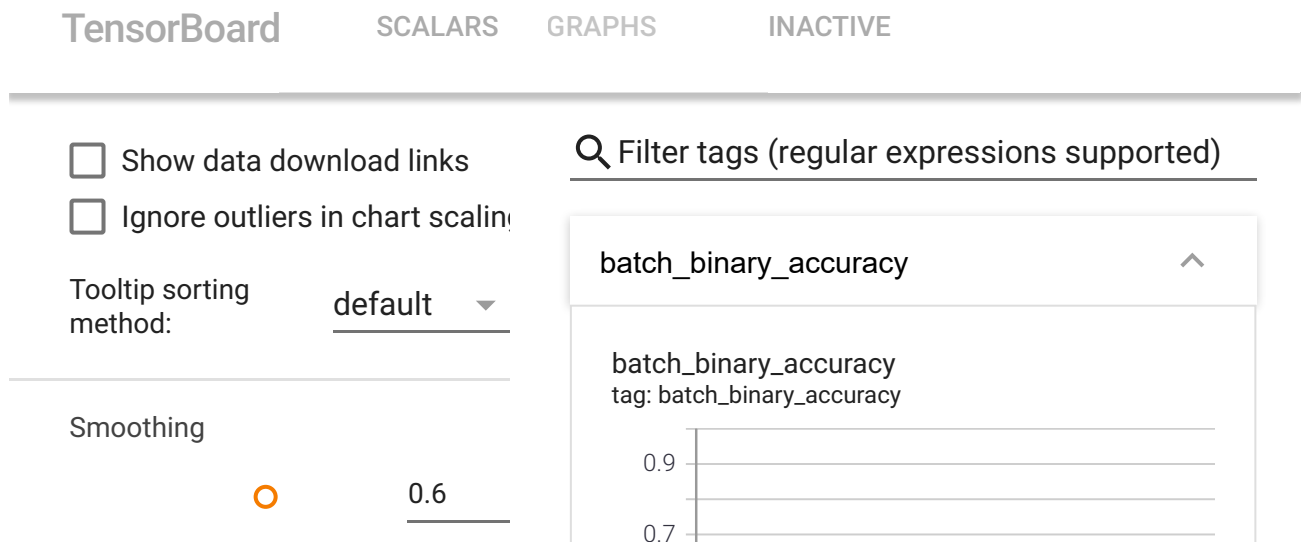 TensorBoard SCALARS GRAPHS INACTIVE
Show data download links
Ignore outliers in chart scaling
Tooltip sorting
method:
default
Smoothing
0.6
Filter tags (regular expressions supported)
batch_binary_accuracy
batch_binary_accuracy
tag: batch_binary_accuracy
0.9
0.7